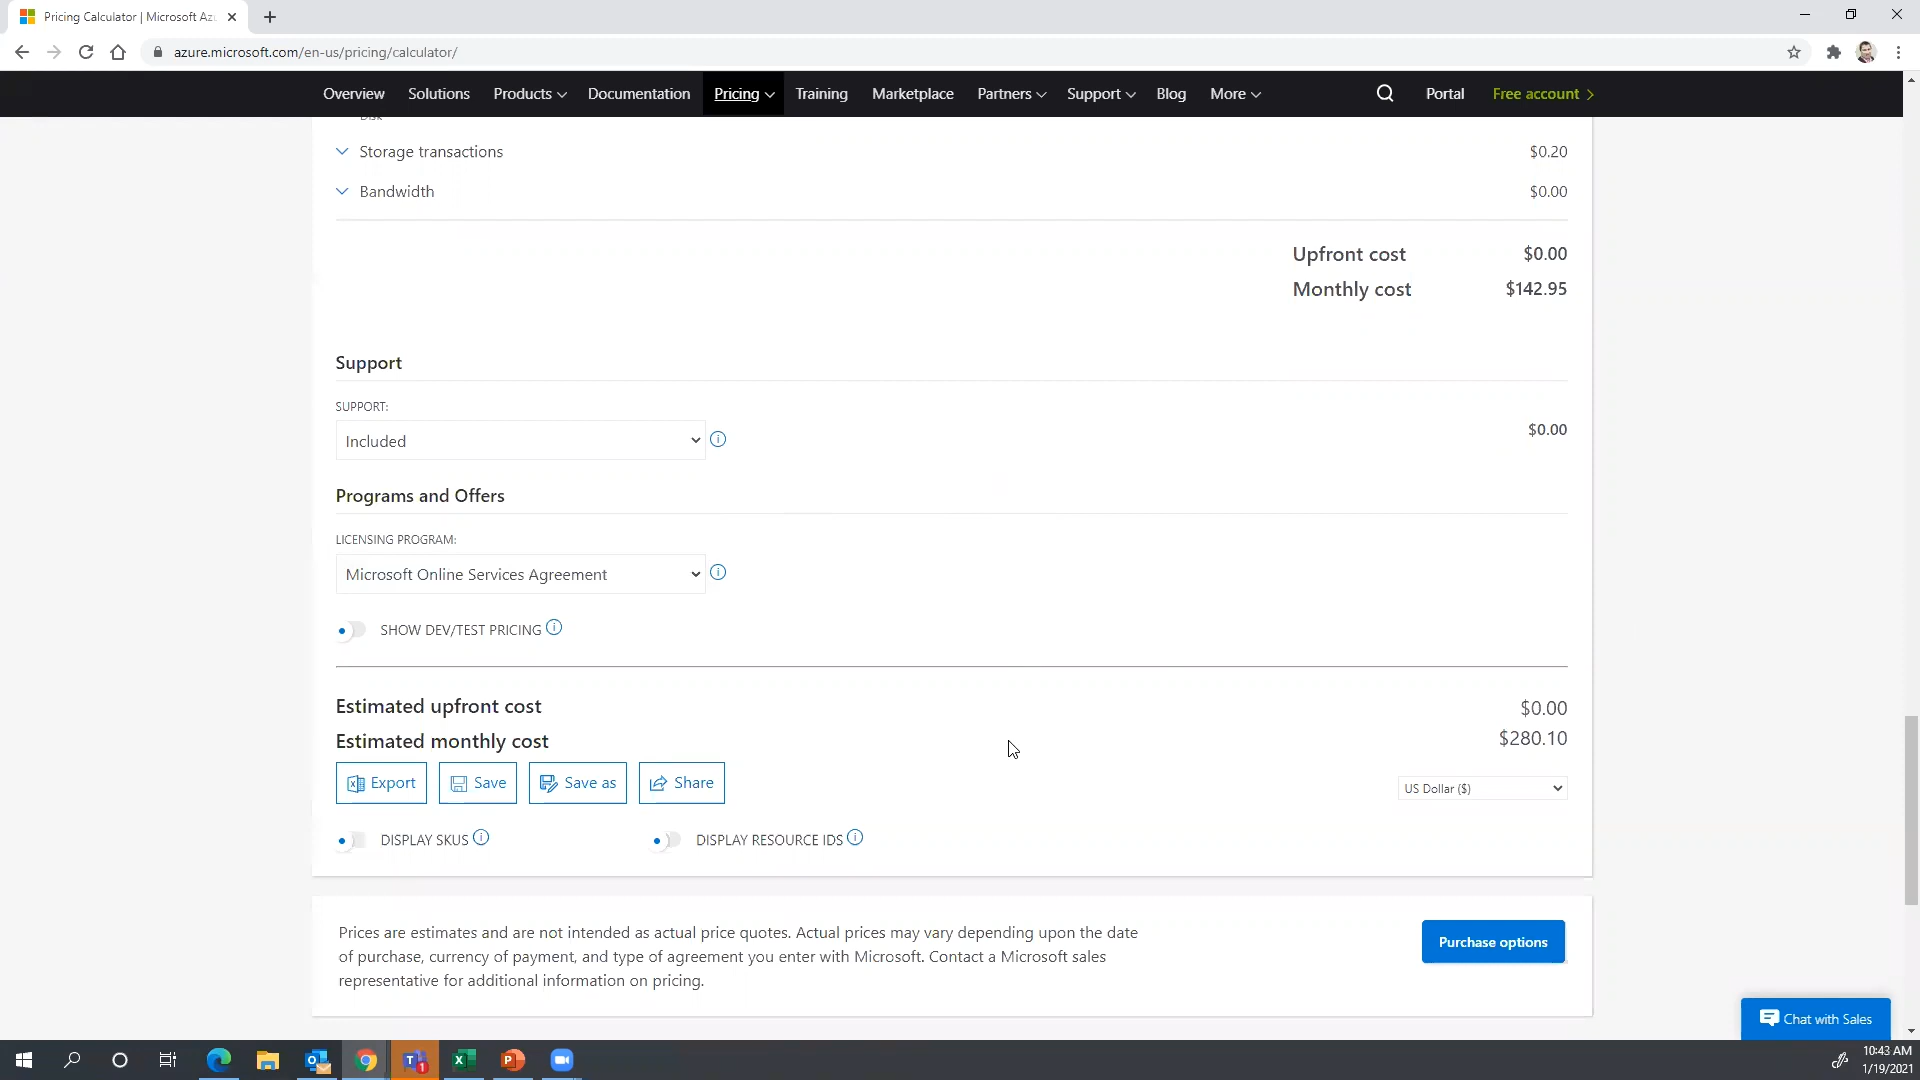 Pricing Calculator | Microsoft Az
azure.microsoft.com/en-us/pricing/calculator/
Overview Solutions Products Documentation Pricing Training Marketplace Partners Support Blog More Portal Free account
Disk
Storage transactions $0.20
Bandwidth $0.00
Upfront cost $0.00
Monthly cost $142.95
Support
SUPPORT:
Included
$0.00
Programs and Offers
LICENSING PROGRAM:
Microsoft Online Services Agreement
SHOW DEV/TEST PRICING
Estimated upfront cost $0.00
Estimated monthly cost $280.10
Export Save Save as Share
US Dollar ($)
DISPLAY SKUS DISPLAY RESOURCE IDS
Prices are estimates and are not intended as actual price quotes. Actual prices may vary depending upon the date
of purchase, currency of payment, and type of agreement you enter with Microsoft. Contact a Microsoft sales
representative for additional information on pricing.
Purchase options
Chat with Sales
10:43 AM
1/19/2021